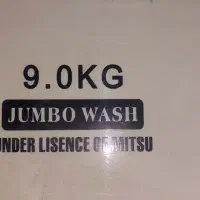 9.0KG
JUMBO WASH
UNDER LISENCE OF MITSU